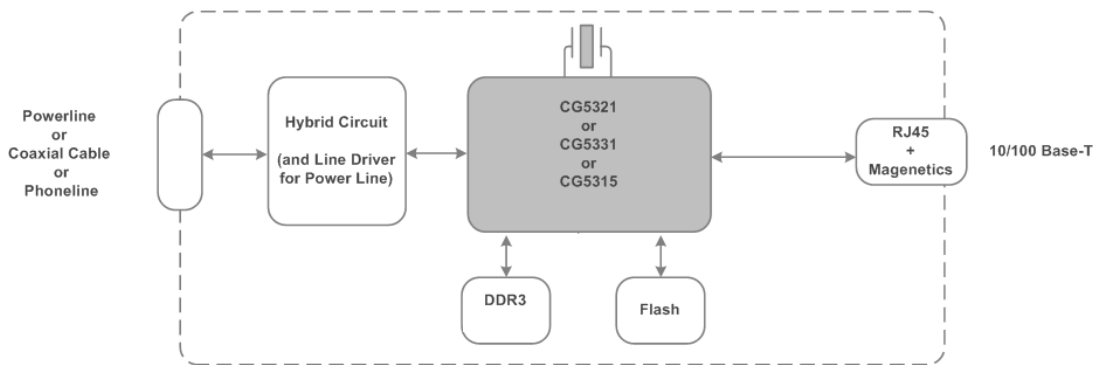 Powerline
or
Coaxial Cable
or
Phoneline
Hybrid Circuit
(and Line Driver
for Power Line)
CG5321
or
CG5331
or
CG5315
RJ45
+
Magenetics
10/100 Base-T
DDR3
Flash